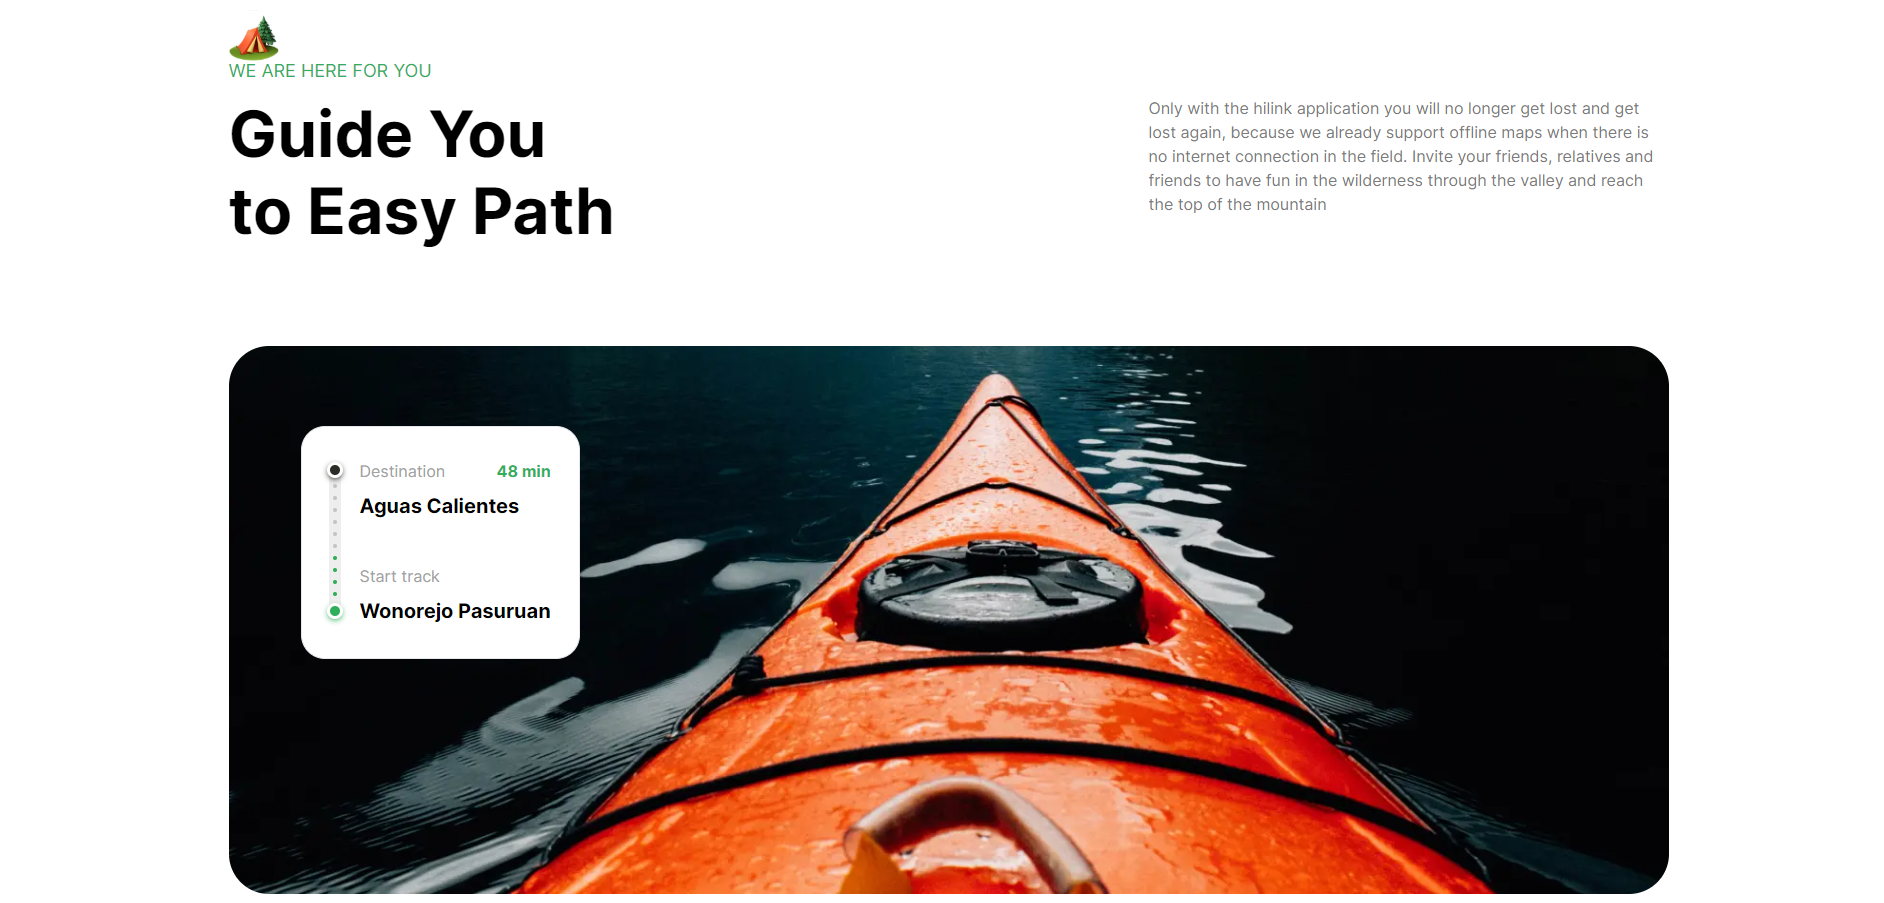 WE ARE HERE FOR YOU
Guide You
to Easy Path
Only with the hilink application you will no longer get lost and get
lost again, because we already support offline maps when there is
no internet connection in the field. Invite your friends, relatives and
friends to have fun in the wilderness through the valley and reach
the top of the mountain
Destination 48 min
Aguas Calientes
Start track
Wonorejo Pasuruan